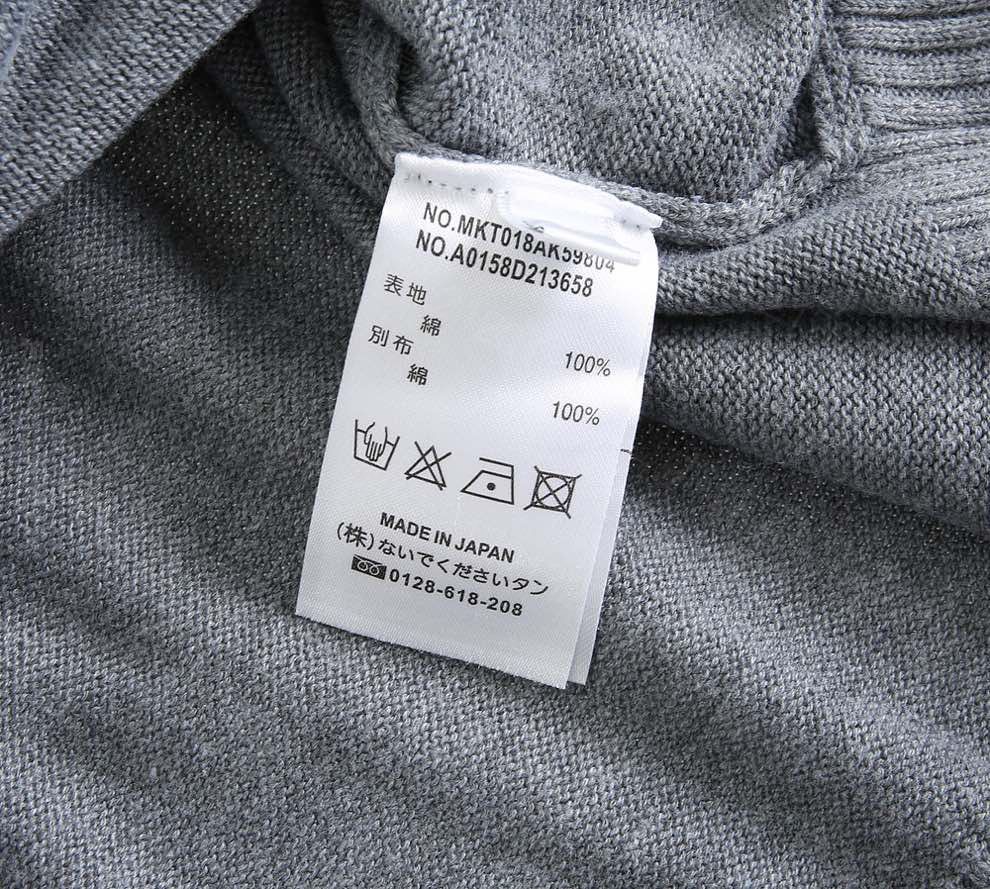 NO.MKT018AK59804
NO.A0158D213658
表地
綿
100%
別布
綿
100%
MADE IN JAPAN
(株)ないでくださいタン
0128-618-208